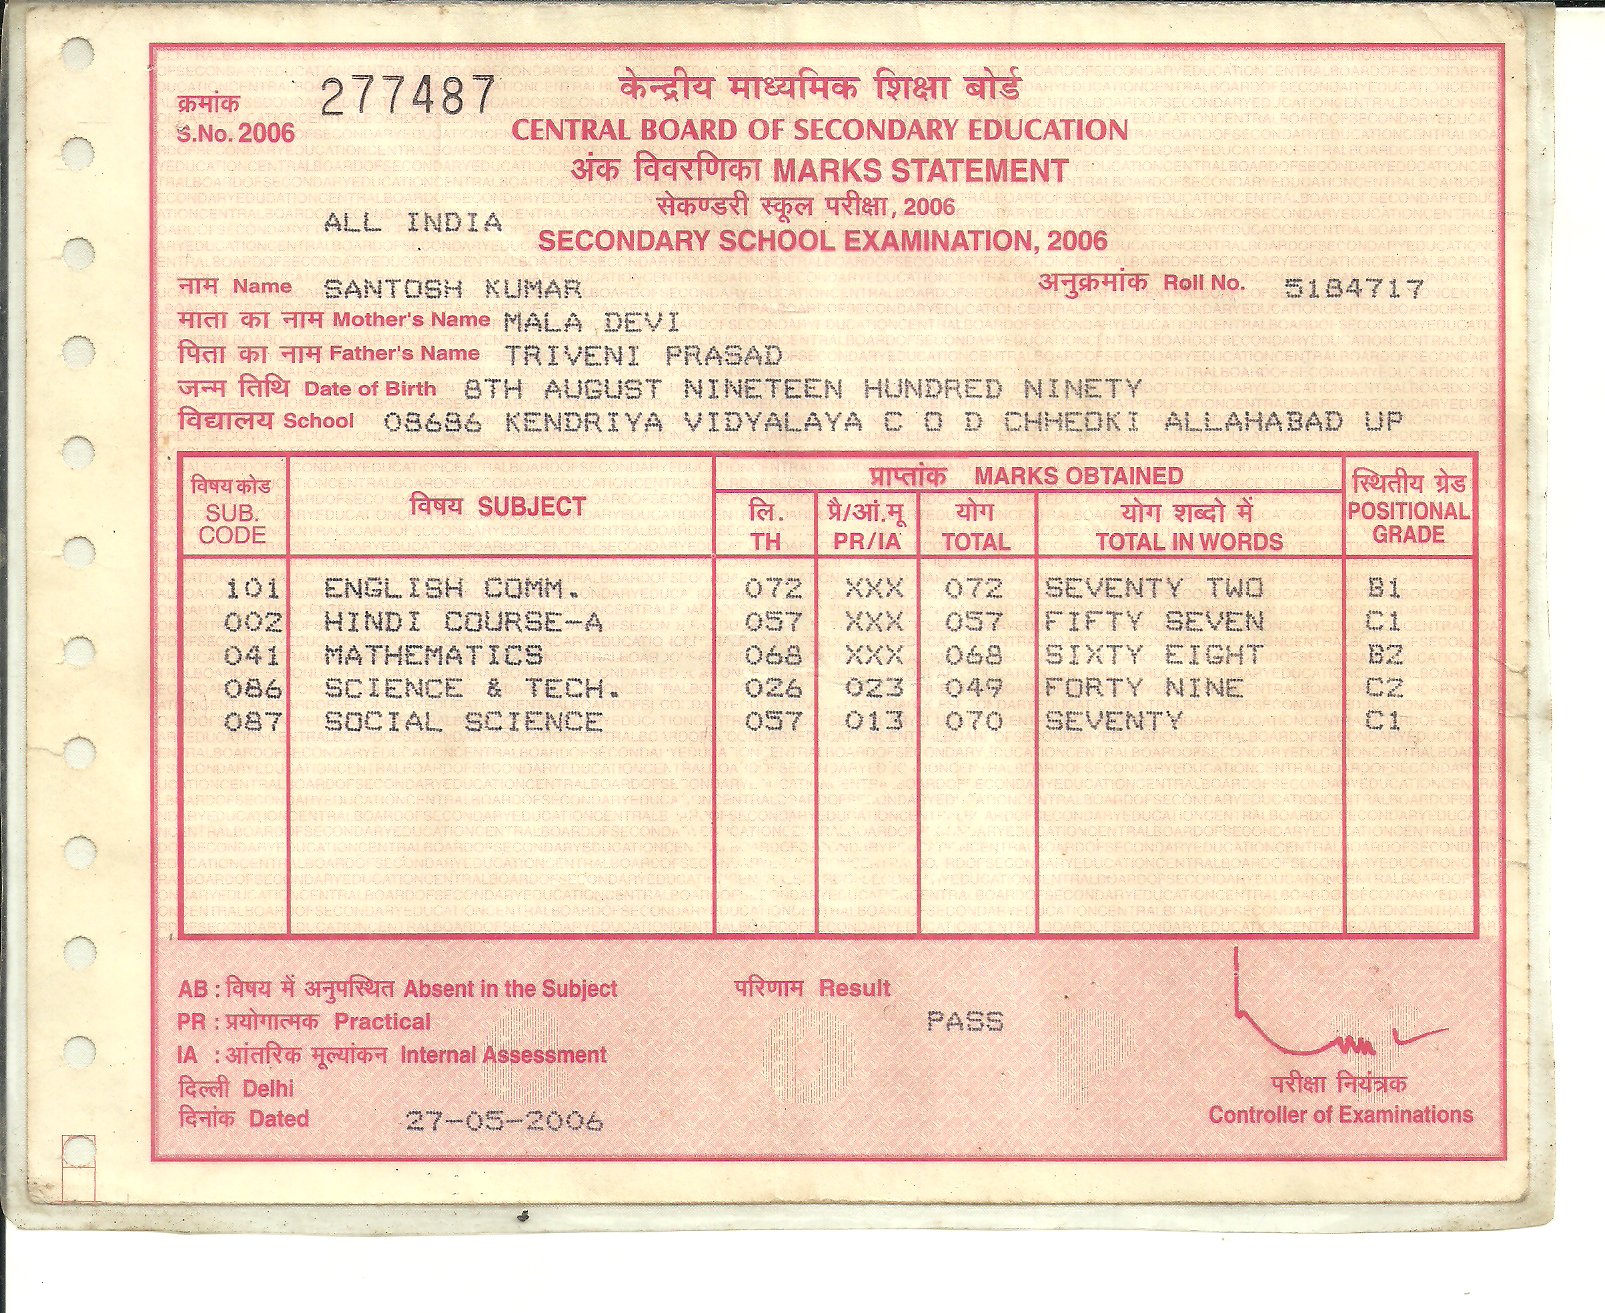 क्रमांक 277487 केन्द्रीय माध्यमिक शिक्षा बोर्ड
S.No. 2006 CENTRAL BOARD OF SECONDARY EDUCATION
अंक विवरणिका MARKS STATEMENT
सेकण्डरी स्कूल परीक्षा, 2006
ALL INDIA SECONDARY SCHOOL EXAMINATION, 2006
नाम Name SANTOSH KUMAR अनुक्रमांक Roll No. 5184717
माता का नाम Mother's Name MALA DEVI
पिता का नाम Father's Name TRIVENI PRASAD
जन्म तिथि Date of Birth 8TH AUGUST NINETEEN HUNDRED NINETY
विद्यालय School 08686 KENDRIYA VIDYALAYA C O D CHHEOKI ALLAHABAD UP
विषय कोड SUB. CODE विषय SUBJECT प्राप्तांक MARKS OBTAINED स्थितीय ग्रेड POSITIONAL GRADE
लि. TH प्रै/आं.मू PR/IA योग TOTAL योग शब्दो में TOTAL IN WORDS
101 ENGLISH COMM. 072 XXX 072 SEVENTY TWO B1
002 HINDI COURSE-A 057 XXX 057 FIFTY SEVEN C1
041 MATHEMATICS 068 XXX 068 SIXTY EIGHT B2
086 SCIENCE & TECH. 026 023 049 FORTY NINE C2
087 SOCIAL SCIENCE 057 013 070 SEVENTY C1
AB : विषय में अनुपस्थित Absent in the Subject परिणाम Result
PR : प्रयोगात्मक Practical PASS
IA : आंतरिक मूल्यांकन Internal Assessment
दिल्ली Delhi परीक्षा नियंत्रक
दिनांक Dated 27-05-2006 Controller of Examinations